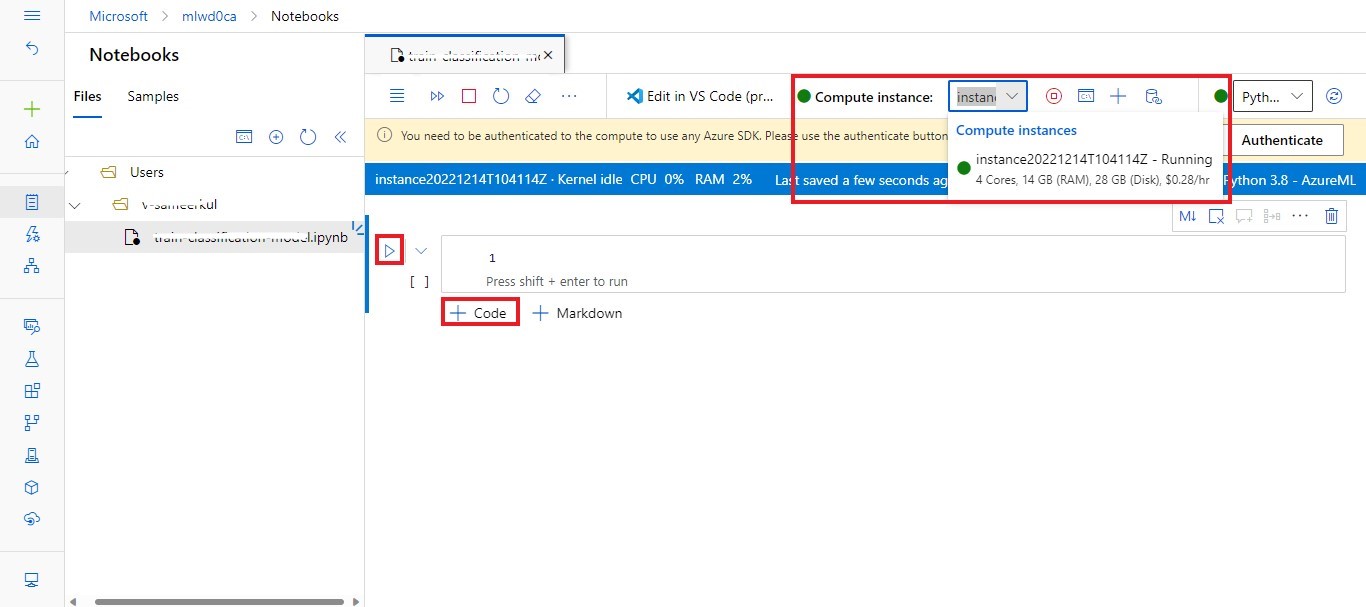 Microsoft > mlwd0ca > Notebooks
Notebooks
Files Samples
Users
v-sameerkul
train-classification-model.ipynb
train-classification-mo
Edit in VS Code (pr...
Compute instance: instan
Pyth...
You need to be authenticated to the compute to use any Azure SDK. Please use the authenticate button
Authenticate
Compute instances
instance20221214T104114Z - Running
4 Cores, 14 GB (RAM), 28 GB (Disk), $0.28/hr
instance20221214T104114Z · Kernel idle CPU 0% RAM 2% Last saved a few seconds ag
Python 3.8 - AzureML
M↓
1
[ ] Press shift + enter to run
+ Code + Markdown